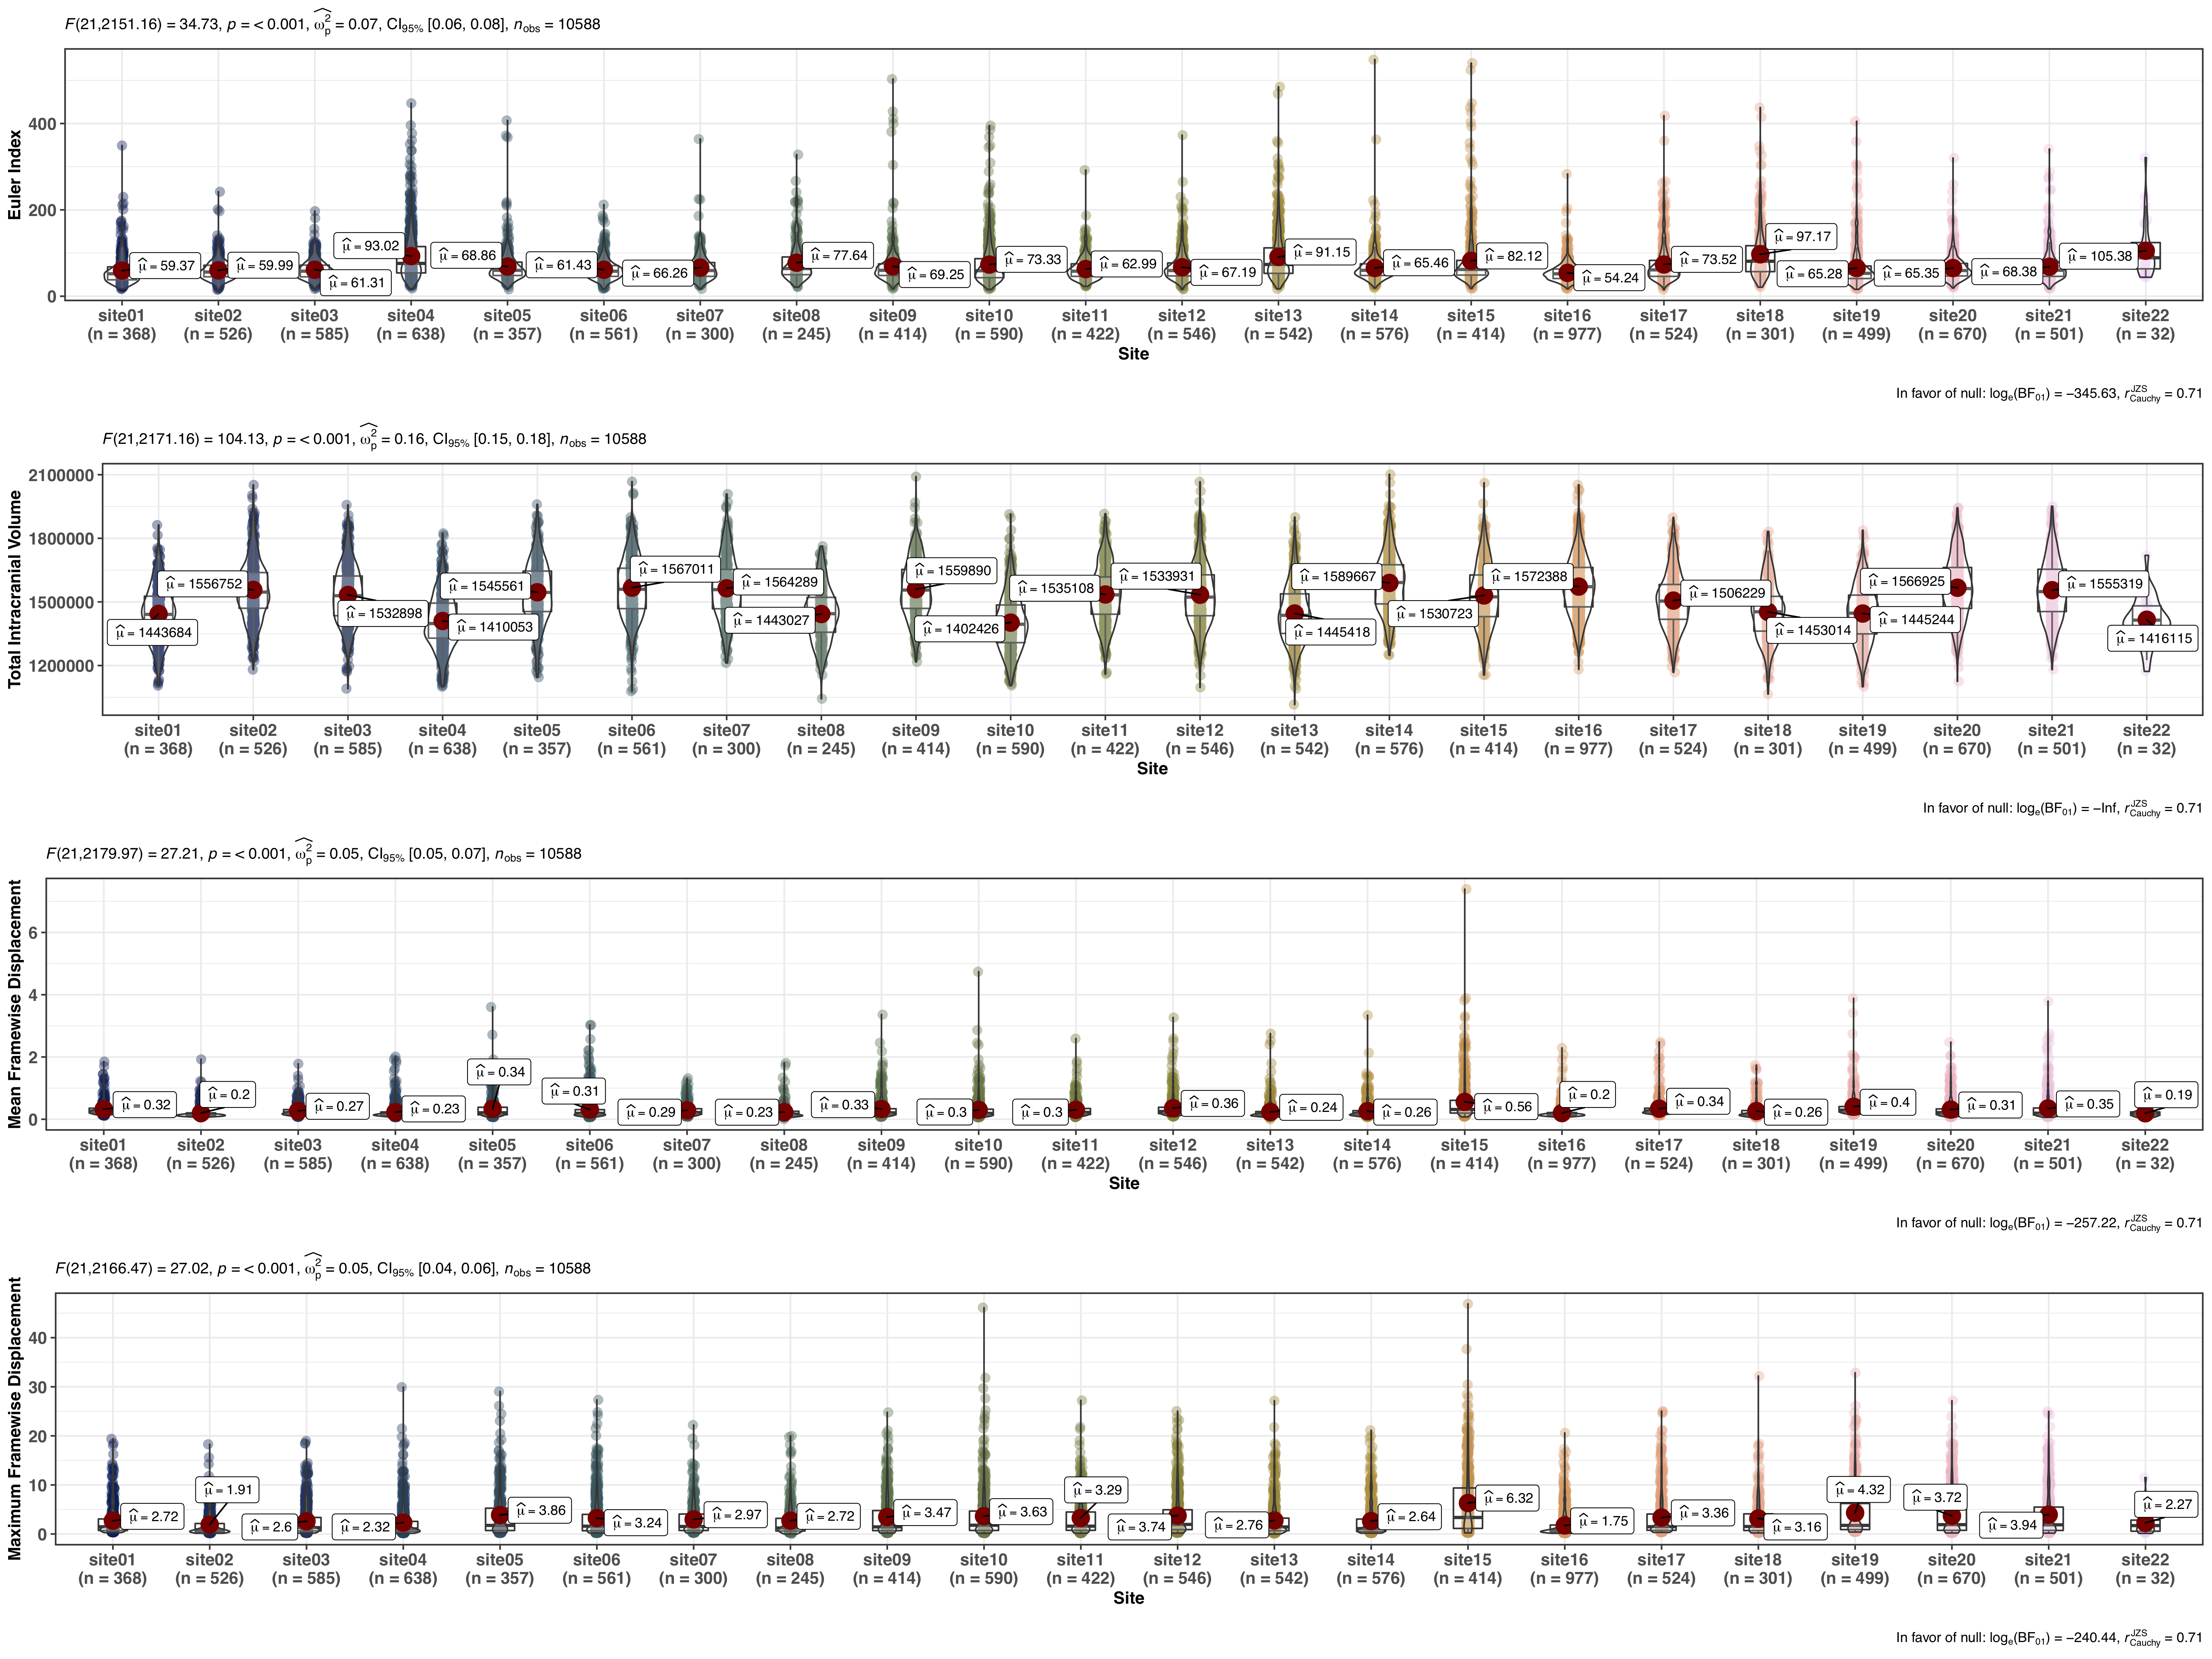 F(21,2151.16) = 34.73, p = < 0.001, ω̂²p = 0.07, CI95% [0.06, 0.08], nobs = 10588
Euler Index
400
200
0
μ̂ = 59.37 μ̂ = 59.99 μ̂ = 61.31 μ̂ = 93.02 μ̂ = 68.86 μ̂ = 61.43 μ̂ = 66.26 μ̂ = 77.64 μ̂ = 69.25 μ̂ = 73.33 μ̂ = 62.99 μ̂ = 67.19 μ̂ = 91.15 μ̂ = 65.46 μ̂ = 82.12 μ̂ = 54.24 μ̂ = 73.52 μ̂ = 97.17 μ̂ = 65.28 μ̂ = 65.35 μ̂ = 68.38 μ̂ = 105.38
site01 site02 site03 site04 site05 site06 site07 site08 site09 site10 site11 site12 site13 site14 site15 site16 site17 site18 site19 site20 site21 site22
(n = 368) (n = 526) (n = 585) (n = 638) (n = 357) (n = 561) (n = 300) (n = 245) (n = 414) (n = 590) (n = 422) (n = 546) (n = 542) (n = 576) (n = 414) (n = 977) (n = 524) (n = 301) (n = 499) (n = 670) (n = 501) (n = 32)
Site
In favor of null: loge(BF01) = −345.63, rJZS Cauchy = 0.71
F(21,2171.16) = 104.13, p = < 0.001, ω̂²p = 0.16, CI95% [0.15, 0.18], nobs = 10588
Total Intracranial Volume
2100000
1800000
1500000
1200000
μ̂ = 1443684 μ̂ = 1556752 μ̂ = 1532898 μ̂ = 1410053 μ̂ = 1545561 μ̂ = 1567011 μ̂ = 1564289 μ̂ = 1443027 μ̂ = 1559890 μ̂ = 1402426 μ̂ = 1535108 μ̂ = 1533931 μ̂ = 1445418 μ̂ = 1589667 μ̂ = 1530723 μ̂ = 1572388 μ̂ = 1506229 μ̂ = 1453014 μ̂ = 1445244 μ̂ = 1566925 μ̂ = 1555319 μ̂ = 1416115
site01 site02 site03 site04 site05 site06 site07 site08 site09 site10 site11 site12 site13 site14 site15 site16 site17 site18 site19 site20 site21 site22
(n = 368) (n = 526) (n = 585) (n = 638) (n = 357) (n = 561) (n = 300) (n = 245) (n = 414) (n = 590) (n = 422) (n = 546) (n = 542) (n = 576) (n = 414) (n = 977) (n = 524) (n = 301) (n = 499) (n = 670) (n = 501) (n = 32)
Site
In favor of null: loge(BF01) = −Inf, rJZS Cauchy = 0.71
F(21,2179.97) = 27.21, p = < 0.001, ω̂²p = 0.05, CI95% [0.05, 0.07], nobs = 10588
Mean Framewise Displacement
6
4
2
0
μ̂ = 0.32 μ̂ = 0.2 μ̂ = 0.27 μ̂ = 0.23 μ̂ = 0.34 μ̂ = 0.31 μ̂ = 0.29 μ̂ = 0.23 μ̂ = 0.33 μ̂ = 0.3 μ̂ = 0.3 μ̂ = 0.36 μ̂ = 0.24 μ̂ = 0.26 μ̂ = 0.56 μ̂ = 0.2 μ̂ = 0.34 μ̂ = 0.26 μ̂ = 0.4 μ̂ = 0.31 μ̂ = 0.35 μ̂ = 0.19
site01 site02 site03 site04 site05 site06 site07 site08 site09 site10 site11 site12 site13 site14 site15 site16 site17 site18 site19 site20 site21 site22
(n = 368) (n = 526) (n = 585) (n = 638) (n = 357) (n = 561) (n = 300) (n = 245) (n = 414) (n = 590) (n = 422) (n = 546) (n = 542) (n = 576) (n = 414) (n = 977) (n = 524) (n = 301) (n = 499) (n = 670) (n = 501) (n = 32)
Site
In favor of null: loge(BF01) = −257.22, rJZS Cauchy = 0.71
F(21,2166.47) = 27.02, p = < 0.001, ω̂²p = 0.05, CI95% [0.04, 0.06], nobs = 10588
Maximum Framewise Displacement
40
30
20
10
0
μ̂ = 2.72 μ̂ = 1.91 μ̂ = 2.6 μ̂ = 2.32 μ̂ = 3.86 μ̂ = 3.24 μ̂ = 2.97 μ̂ = 2.72 μ̂ = 3.47 μ̂ = 3.63 μ̂ = 3.29 μ̂ = 3.74 μ̂ = 2.76 μ̂ = 2.64 μ̂ = 6.32 μ̂ = 1.75 μ̂ = 3.36 μ̂ = 3.16 μ̂ = 4.32 μ̂ = 3.72 μ̂ = 3.94 μ̂ = 2.27
site01 site02 site03 site04 site05 site06 site07 site08 site09 site10 site11 site12 site13 site14 site15 site16 site17 site18 site19 site20 site21 site22
(n = 368) (n = 526) (n = 585) (n = 638) (n = 357) (n = 561) (n = 300) (n = 245) (n = 414) (n = 590) (n = 422) (n = 546) (n = 542) (n = 576) (n = 414) (n = 977) (n = 524) (n = 301) (n = 499) (n = 670) (n = 501) (n = 32)
Site
In favor of null: loge(BF01) = −240.44, rJZS Cauchy = 0.71